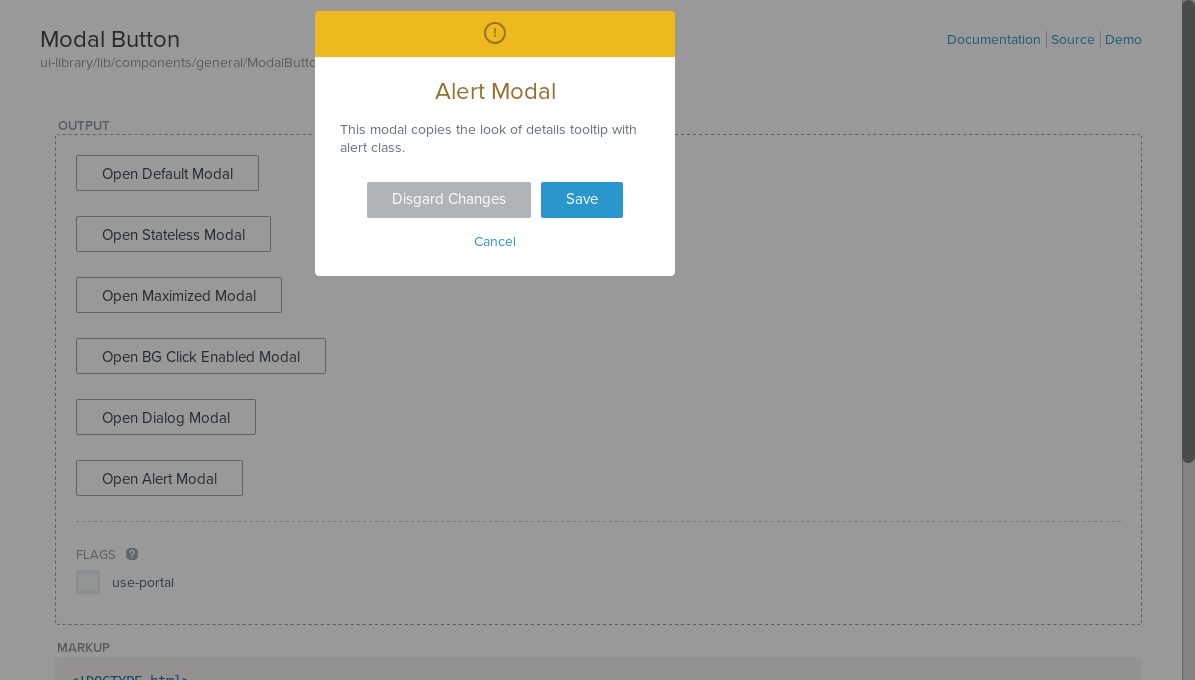 Modal Button
Documentation
Source
Demo
ui-library/lib/components/general/ModalButto
!
Alert Modal
This modal copies the look of details tooltip with
alert class.
Disgard Changes
Save
Cancel
OUTPUT
Open Default Modal
Open Stateless Modal
Open Maximized Modal
Open BG Click Enabled Modal
Open Dialog Modal
Open Alert Modal
FLAGS ?
use-portal
MARKUP
<!DOCTYPE html>